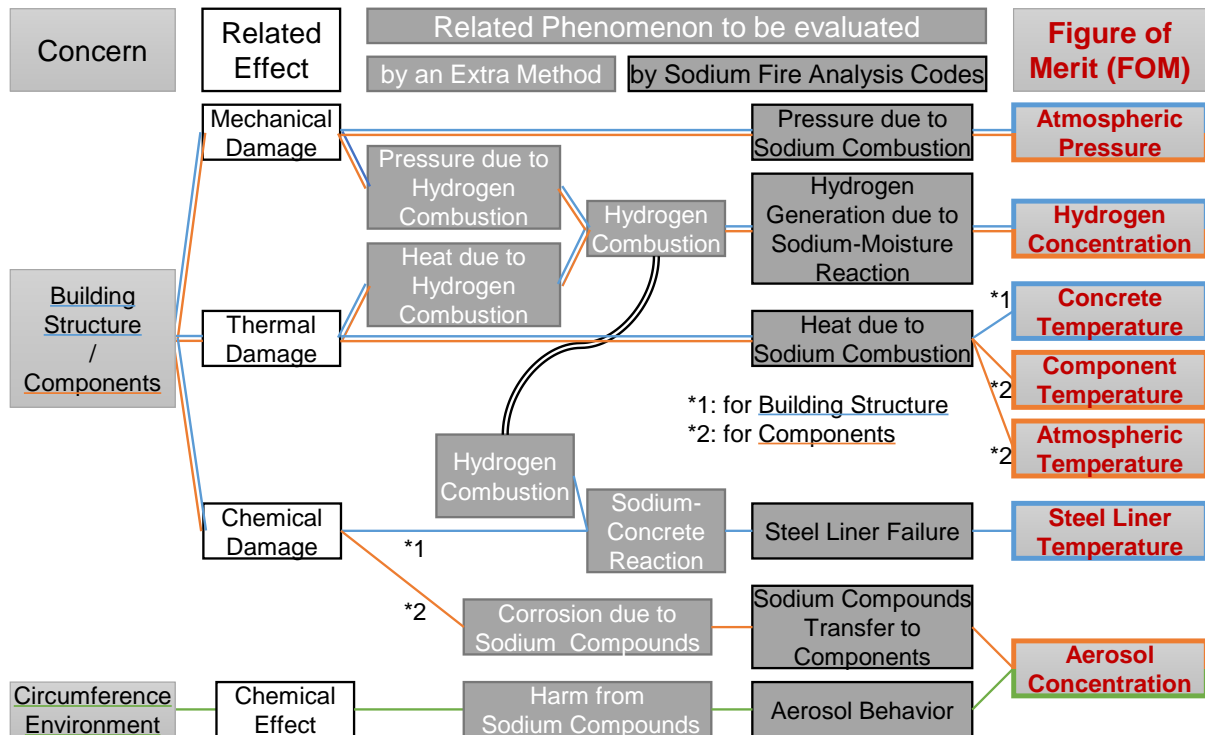 Concern
Related
Effect
Related Phenomenon to be evaluated
by an Extra Method
by Sodium Fire Analysis Codes
Figure of
Merit (FOM)
Mechanical
Damage
Pressure due to
Sodium Combustion
Atmospheric
Pressure
Pressure due to
Hydrogen
Combustion
Hydrogen
Combustion
Hydrogen
Generation due to
Sodium-Moisture
Reaction
Hydrogen
Concentration
Heat due to
Hydrogen
Combustion
Building
Structure
/
Components
Thermal
Damage
Heat due to
Sodium Combustion
*1
Concrete
Temperature
*2
Component
Temperature
*2
Atmospheric
Temperature
*1: for Building Structure
*2: for Components
Hydrogen
Combustion
Chemical
Damage
*1
Sodium-
Concrete
Reaction
Steel Liner Failure
Steel Liner
Temperature
*2
Corrosion due to
Sodium Compounds
Sodium Compounds
Transfer to
Components
Aerosol
Concentration
Circumference
Environment
Chemical
Effect
Harm from
Sodium Compounds
Aerosol Behavior